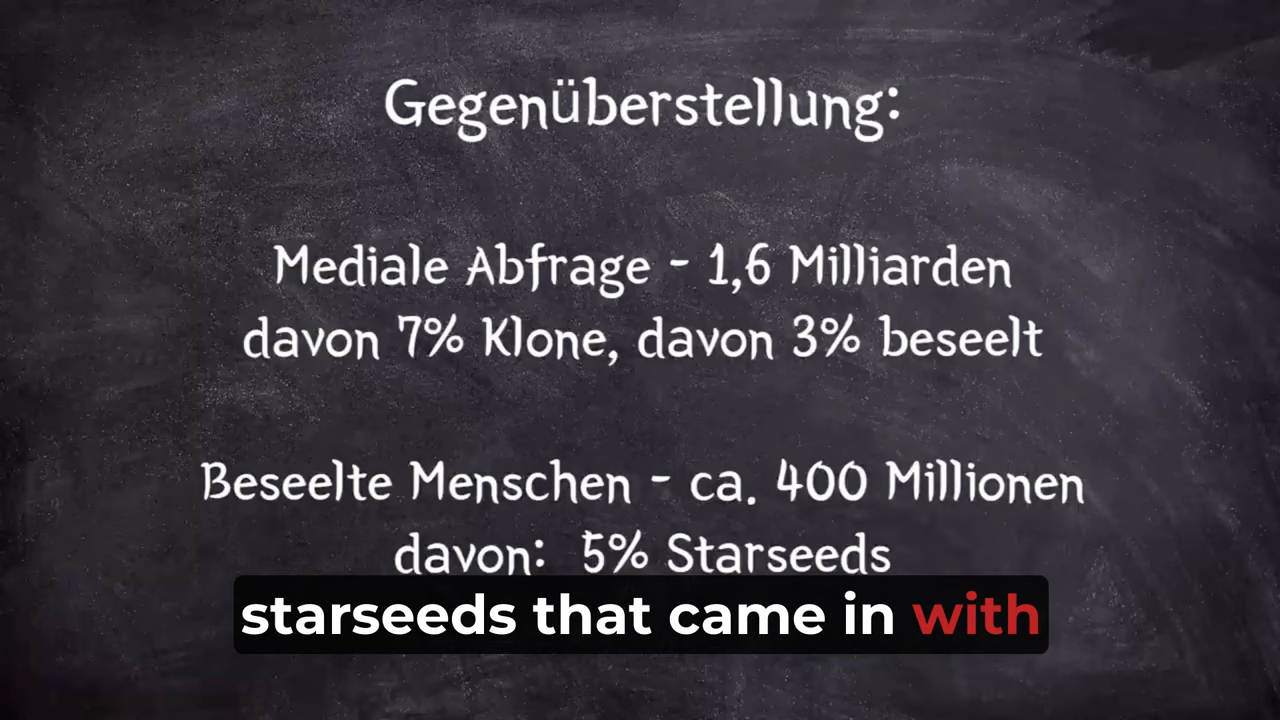 Gegenüberstellung:
Mediale Abfrage - 1,6 Milliarden
davon 7% Klone, davon 3% beseelt
Beseelte Menschen - ca. 400 Millionen
davon: 5% Starseeds
starseeds that came in with